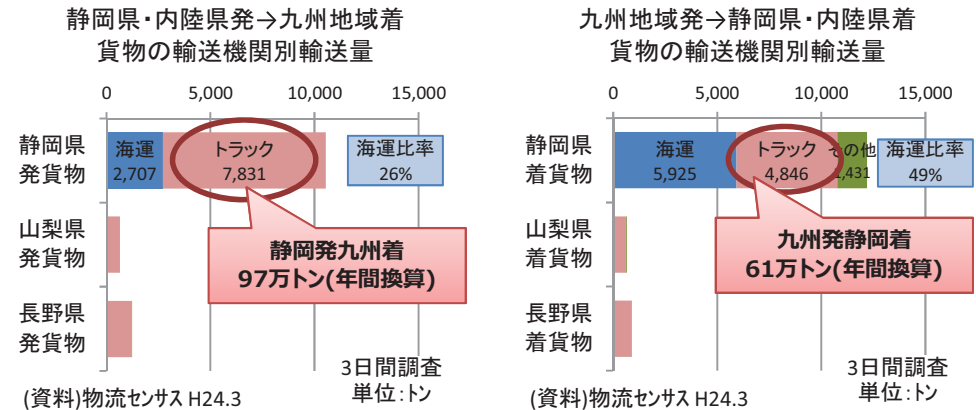 静岡県・内陸県発→九州地域着
貨物の輸送機関別輸送量
0 5,000 10,000 15,000
静岡県
発貨物
海運
2,707
トラック
7,831
海運比率
26%
静岡発九州着
97万トン(年間換算)
山梨県
発貨物
長野県
発貨物
3日間調査
単位:トン
(資料)物流センサス H24.3
九州地域発→静岡県・内陸県着
貨物の輸送機関別輸送量
0 5,000 10,000 15,000
静岡県
着貨物
海運
5,925
トラック
4,846
その他
1,431
海運比率
49%
九州発静岡着
61万トン(年間換算)
山梨県
着貨物
長野県
着貨物
3日間調査
単位:トン
(資料)物流センサス H24.3